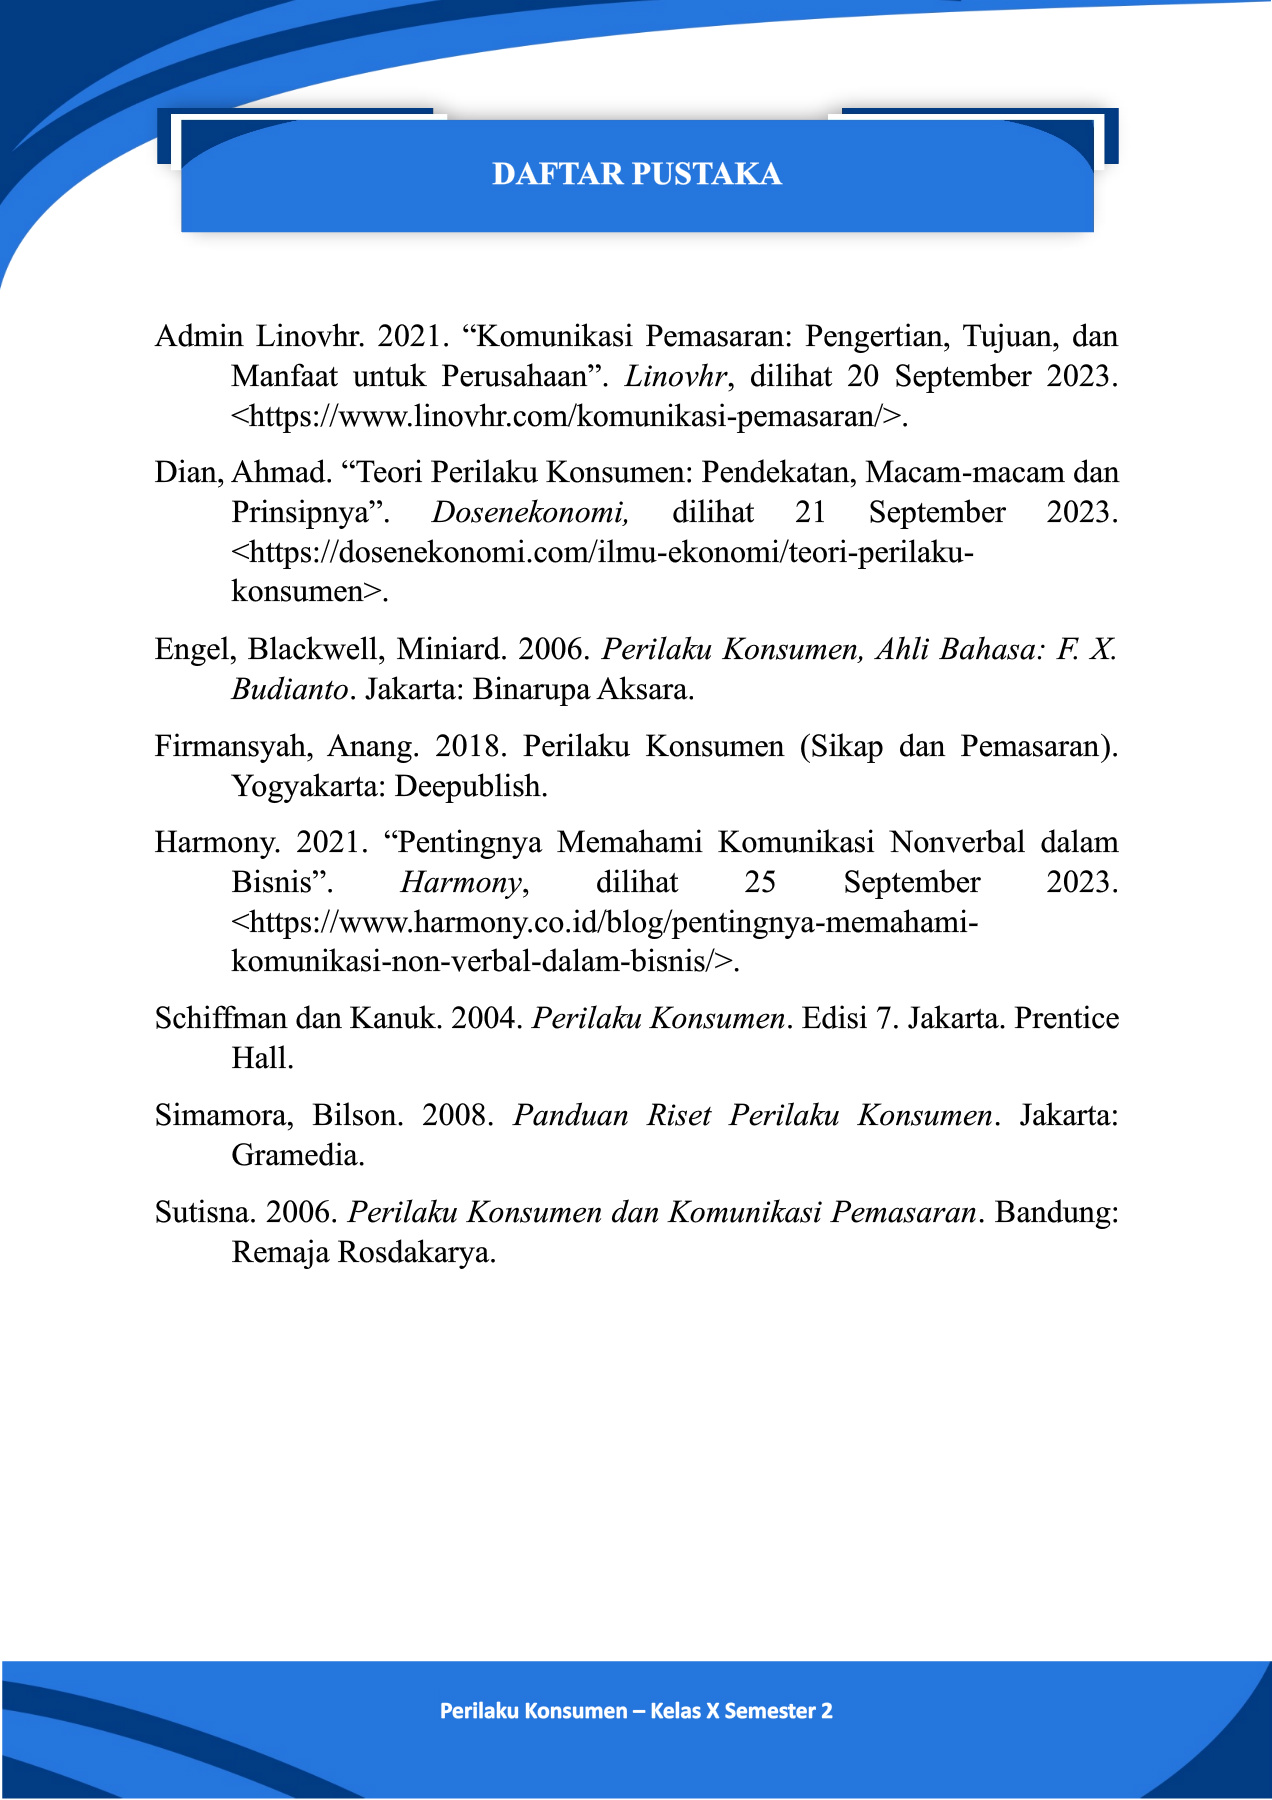 DAFTAR PUSTAKA
Admin Linovhr. 2021. “Komunikasi Pemasaran: Pengertian, Tujuan, dan
Manfaat untuk Perusahaan”. Linovhr, dilihat 20 September 2023.
<https://www.linovhr.com/komunikasi-pemasaran/>.
Dian, Ahmad. “Teori Perilaku Konsumen: Pendekatan, Macam-macam dan
Prinsipnya”. Dosenekonomi, dilihat 21 September 2023.
<https://dosenekonomi.com/ilmu-ekonomi/teori-perilaku-
konsumen>.
Engel, Blackwell, Miniard. 2006. Perilaku Konsumen, Ahli Bahasa: F. X.
Budianto. Jakarta: Binarupa Aksara.
Firmansyah, Anang. 2018. Perilaku Konsumen (Sikap dan Pemasaran).
Yogyakarta: Deepublish.
Harmony. 2021. “Pentingnya Memahami Komunikasi Nonverbal dalam
Bisnis”. Harmony, dilihat 25 September 2023.
<https://www.harmony.co.id/blog/pentingnya-memahami-
komunikasi-non-verbal-dalam-bisnis/>.
Schiffman dan Kanuk. 2004. Perilaku Konsumen. Edisi 7. Jakarta. Prentice
Hall.
Simamora, Bilson. 2008. Panduan Riset Perilaku Konsumen. Jakarta:
Gramedia.
Sutisna. 2006. Perilaku Konsumen dan Komunikasi Pemasaran. Bandung:
Remaja Rosdakarya.
Perilaku Konsumen – Kelas X Semester 2